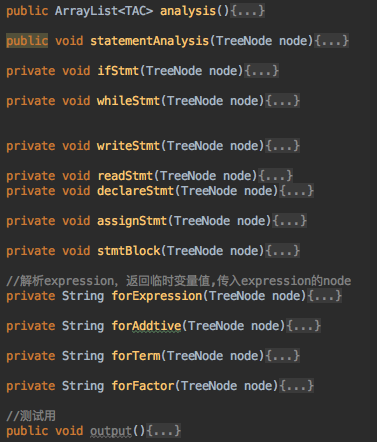 public ArrayList<TAC> analysis(){...}
public void statementAnalysis(TreeNode node){...}
private void ifStmt(TreeNode node){...}
private void whileStmt(TreeNode node){...}
private void writeStmt(TreeNode node){...}
private void readStmt(TreeNode node){...}
private void declareStmt(TreeNode node){...}
private void assignStmt(TreeNode node){...}
private void stmtBlock(TreeNode node){...}
//解析expression, 返回临时变量值,传入expression的node
private String forExpression(TreeNode node){...}
private String forAddtive(TreeNode node){...}
private String forTerm(TreeNode node){...}
private String forFactor(TreeNode node){...}
//测试用
public void output(){...}